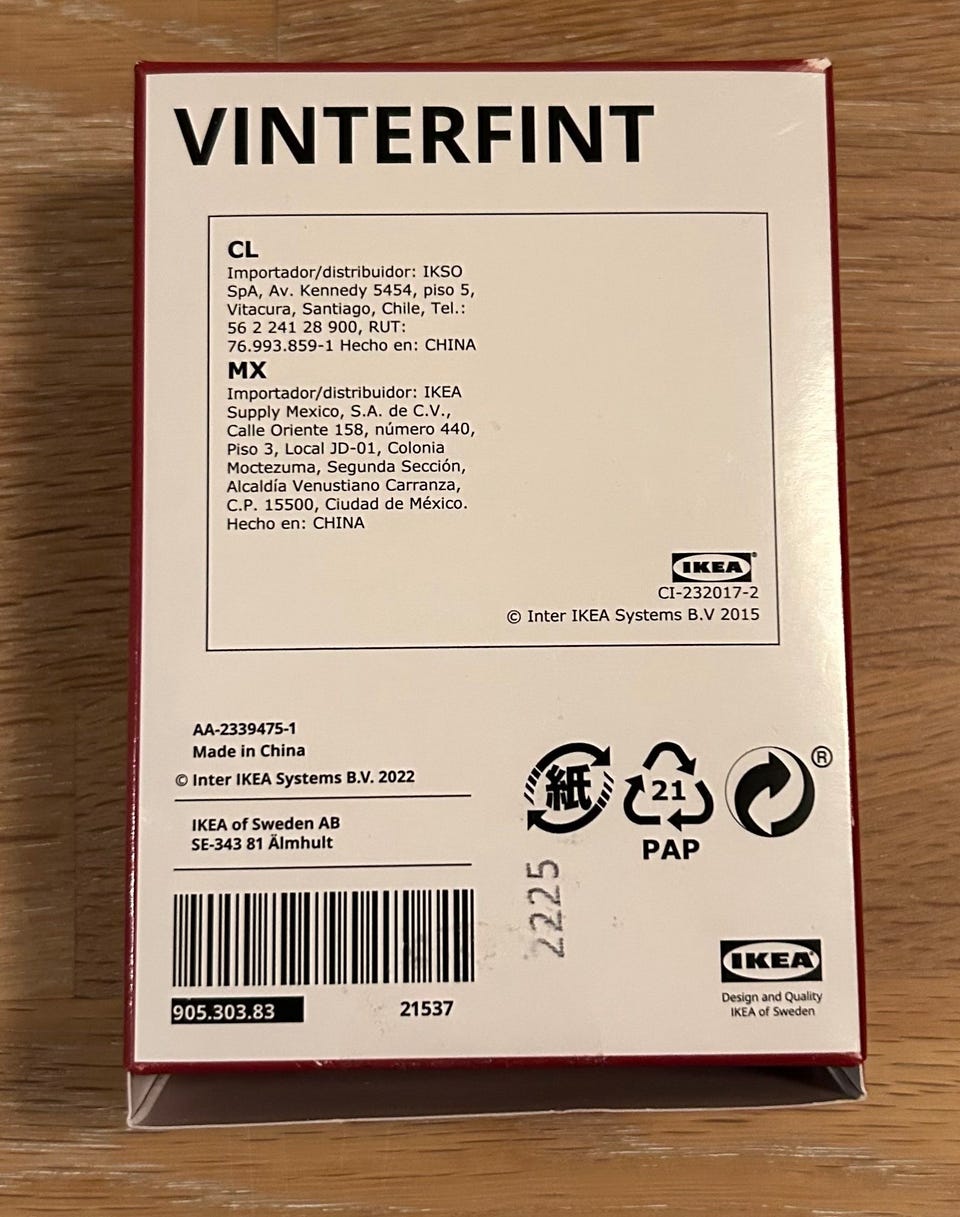 VINTERFINT
CL
Importador/distribuidor: IKSO
SpA, Av. Kennedy 5454, piso 5,
Vitacura, Santiago, Chile, Tel.:
56 2 241 28 900, RUT:
76.993.859-1 Hecho en: CHINA
MX
Importador/distribuidor: IKEA
Supply Mexico, S.A. de C.V.,
Calle Oriente 158, número 440,
Piso 3, Local JD-01, Colonia
Moctezuma, Segunda Sección,
Alcaldía Venustiano Carranza,
C.P. 15500, Ciudad de México.
Hecho en: CHINA
IKEA®
CI-232017-2
© Inter IKEA Systems B.V 2015
AA-2339475-1
Made in China
© Inter IKEA Systems B.V. 2022
IKEA of Sweden AB
SE-343 81 Älmhult
紙
21
PAP
®
2225
905.303.83
21537
IKEA®
Design and Quality
IKEA of Sweden